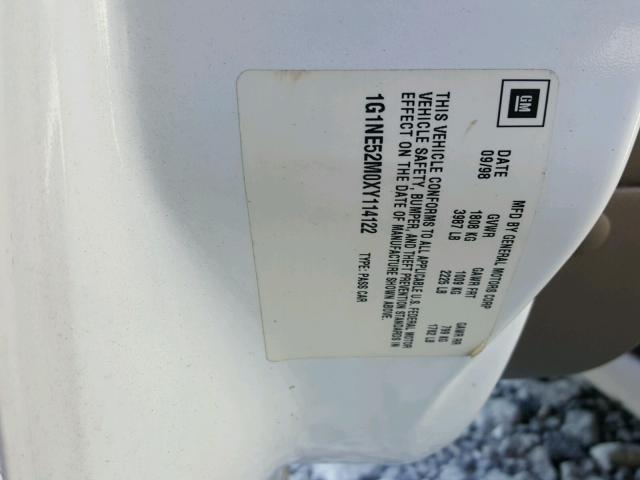 GM
MFD BY GENERAL MOTORS CORP
DATE GVWR GAWR FRT GAWR RR
09/98 1808 KG 1009 KG 799 KG
3987 LB 2225 LB 1762 LB
THIS VEHICLE CONFORMS TO ALL APPLICABLE U.S. FEDERAL MOTOR
VEHICLE SAFETY, BUMPER, AND THEFT PREVENTION STANDARDS IN
EFFECT ON THE DATE OF MANUFACTURE SHOWN ABOVE.
1G1NE52M0XY114122 TYPE: PASS CAR